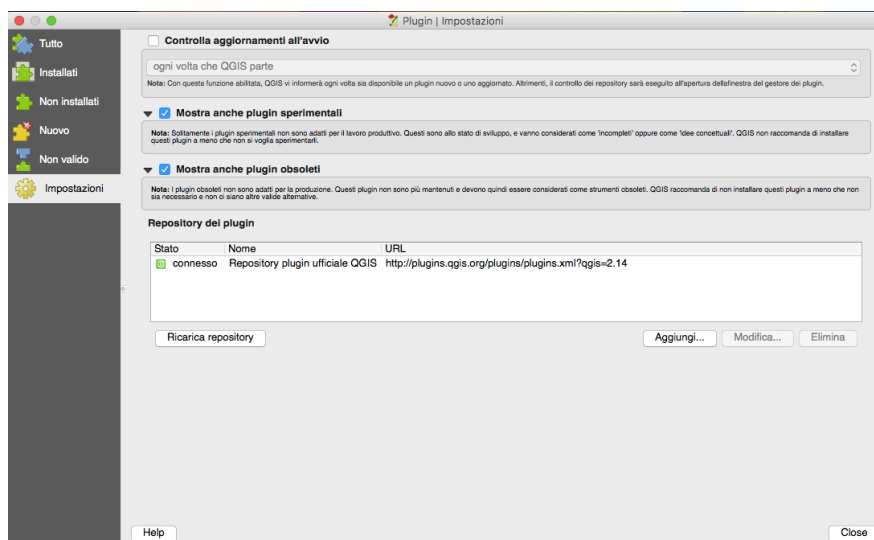 Plugin | Impostazioni
Tutto
Installati
Non installati
Nuovo
Non valido
Impostazioni
Controlla aggiornamenti all'avvio
ogni volta che QGIS parte
Nota: Con questa funzione abilitata, QGIS vi informerà ogni volta sia disponibile un plugin nuovo o uno aggiornato. Altrimenti, il controllo dei repository sarà eseguito all'apertura dellafinestra del gestore dei plugin.
Mostra anche plugin sperimentali
Nota: Solitamente i plugin sperimentali non sono adatti per il lavoro produttivo. Questi sono allo stato di sviluppo, e vanno considerati come 'incompleti' oppure come 'idee concettuali'. QGIS non raccomanda di installare
questi plugin a meno che non si voglia sperimentarli.
Mostra anche plugin obsoleti
Nota: I plugin obsoleti non sono adatti per la produzione. Questi plugin non sono più mantenuti e devono quindi essere considerati come strumenti obsoleti. QGIS raccomanda di non installare questi plugin a meno che non
sia necessario e non ci siano altre valide alternative.
Repository dei plugin
Stato Nome URL
connesso Repository plugin ufficiale QGIS http://plugins.qgis.org/plugins/plugins.xml?qgis=2.14
Ricarica repository Aggiungi... Modifica... Elimina
Help Close